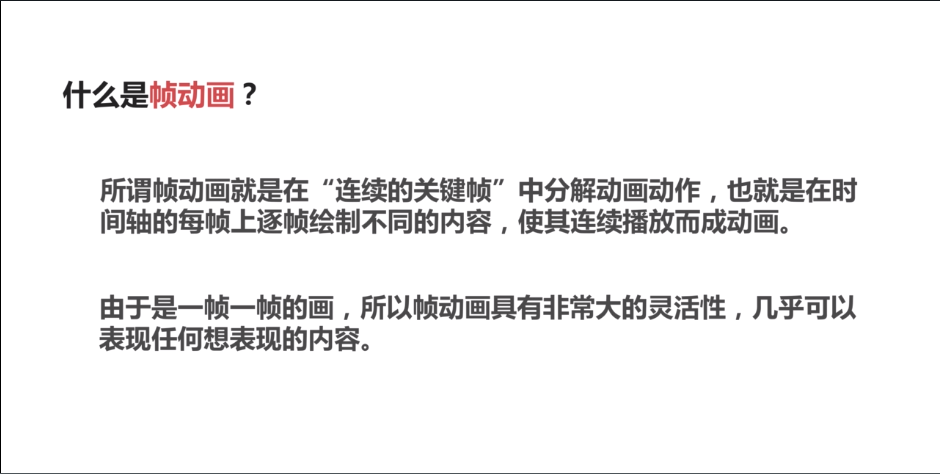 什么是帧动画？
所谓帧动画就是在“连续的关键帧”中分解动画动作，也就是在时
间轴的每帧上逐帧绘制不同的内容，使其连续播放而成动画。
由于是一帧一帧的画，所以帧动画具有非常大的灵活性，几乎可以
表现任何想表现的内容。